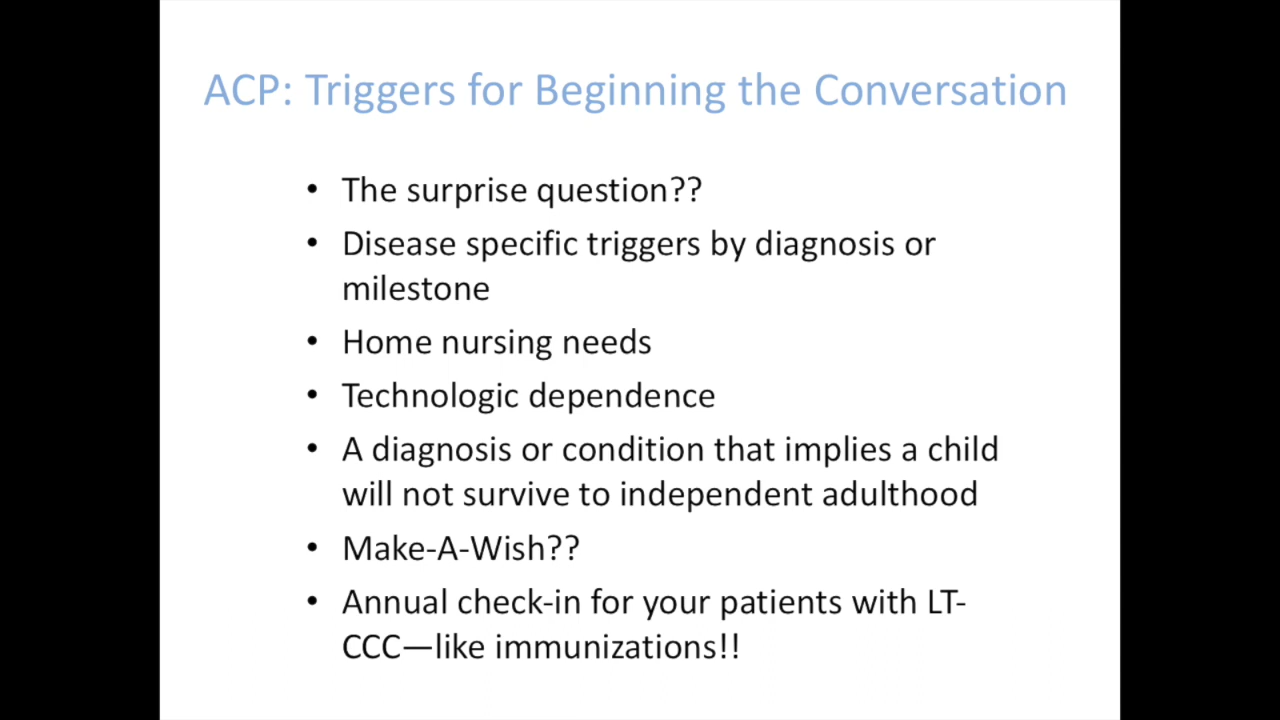 ACP: Triggers for Beginning the Conversation
• The surprise question??
• Disease specific triggers by diagnosis or
milestone
• Home nursing needs
• Technologic dependence
• A diagnosis or condition that implies a child
will not survive to independent adulthood
• Make-A-Wish??
• Annual check-in for your patients with LT-
CCC—like immunizations!!